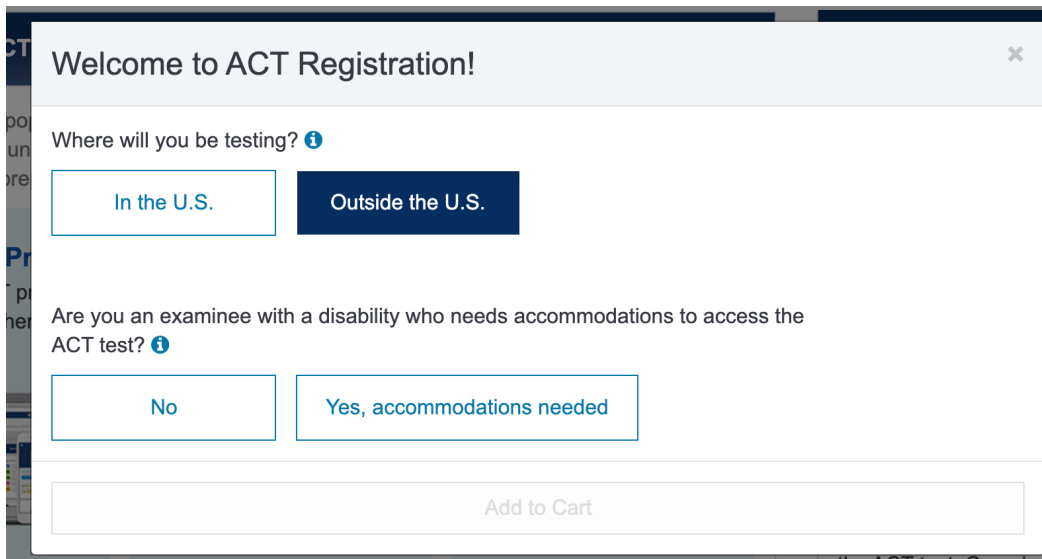 Welcome to ACT Registration!
×
Where will you be testing?
In the U.S.
Outside the U.S.
Are you an examinee with a disability who needs accommodations to access the
ACT test?
No
Yes, accommodations needed
Add to Cart